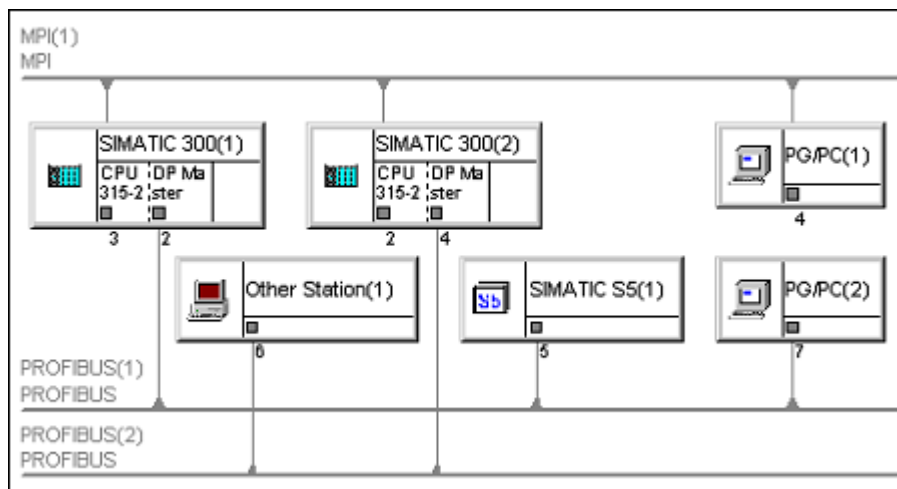 MPI(1)
MPI
SIMATIC 300(1)
CPU 315-2
DP Ma ster
3
2
SIMATIC 300(2)
CPU 315-2
DP Ma ster
2
4
PG/PC(1)
4
Other Station(1)
6
SIMATIC S5(1)
5
PG/PC(2)
7
PROFIBUS(1)
PROFIBUS
PROFIBUS(2)
PROFIBUS